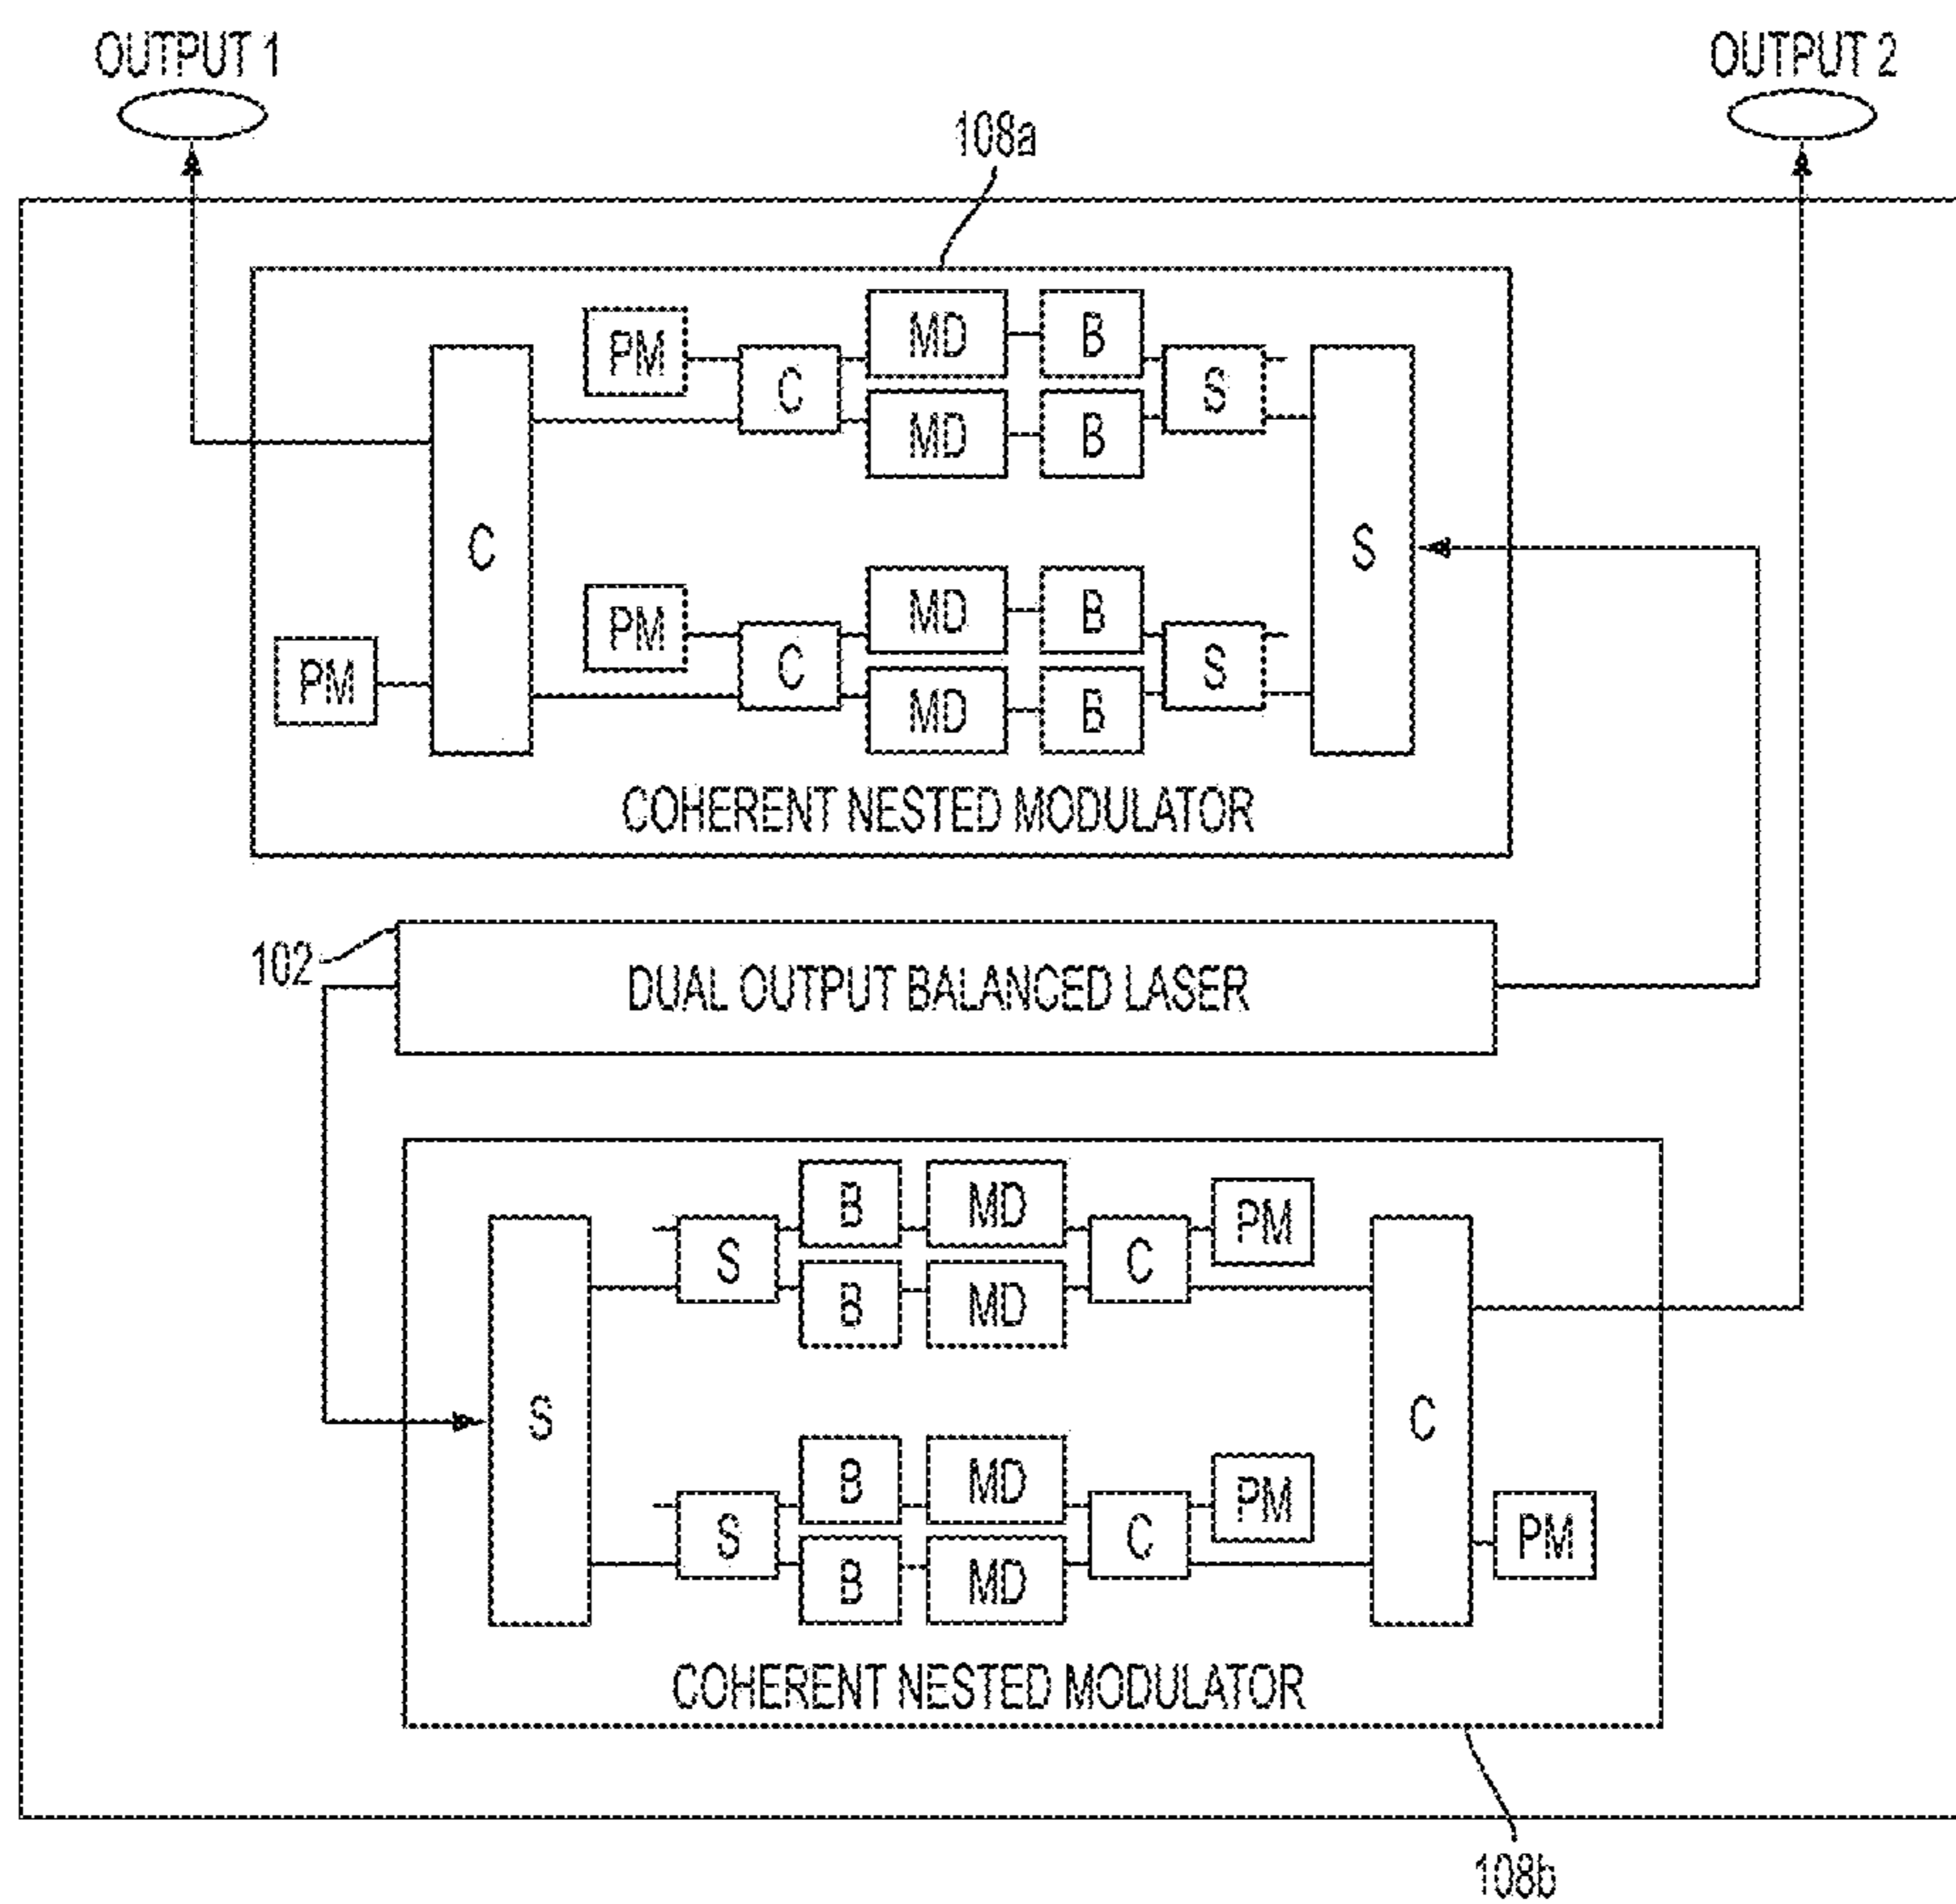 OUTPUT 1
OUTPUT 2
108a
PM
C
MD
B
S
MD
B
C
S
PM
C
MD
B
S
PM
MD
B
COHERENT NESTED MODULATOR
102
DUAL OUTPUT BALANCED LASER
S
B
MD
C
PM
B
MD
S
C
S
B
MD
C
PM
PM
B
MD
COHERENT NESTED MODULATOR
108b